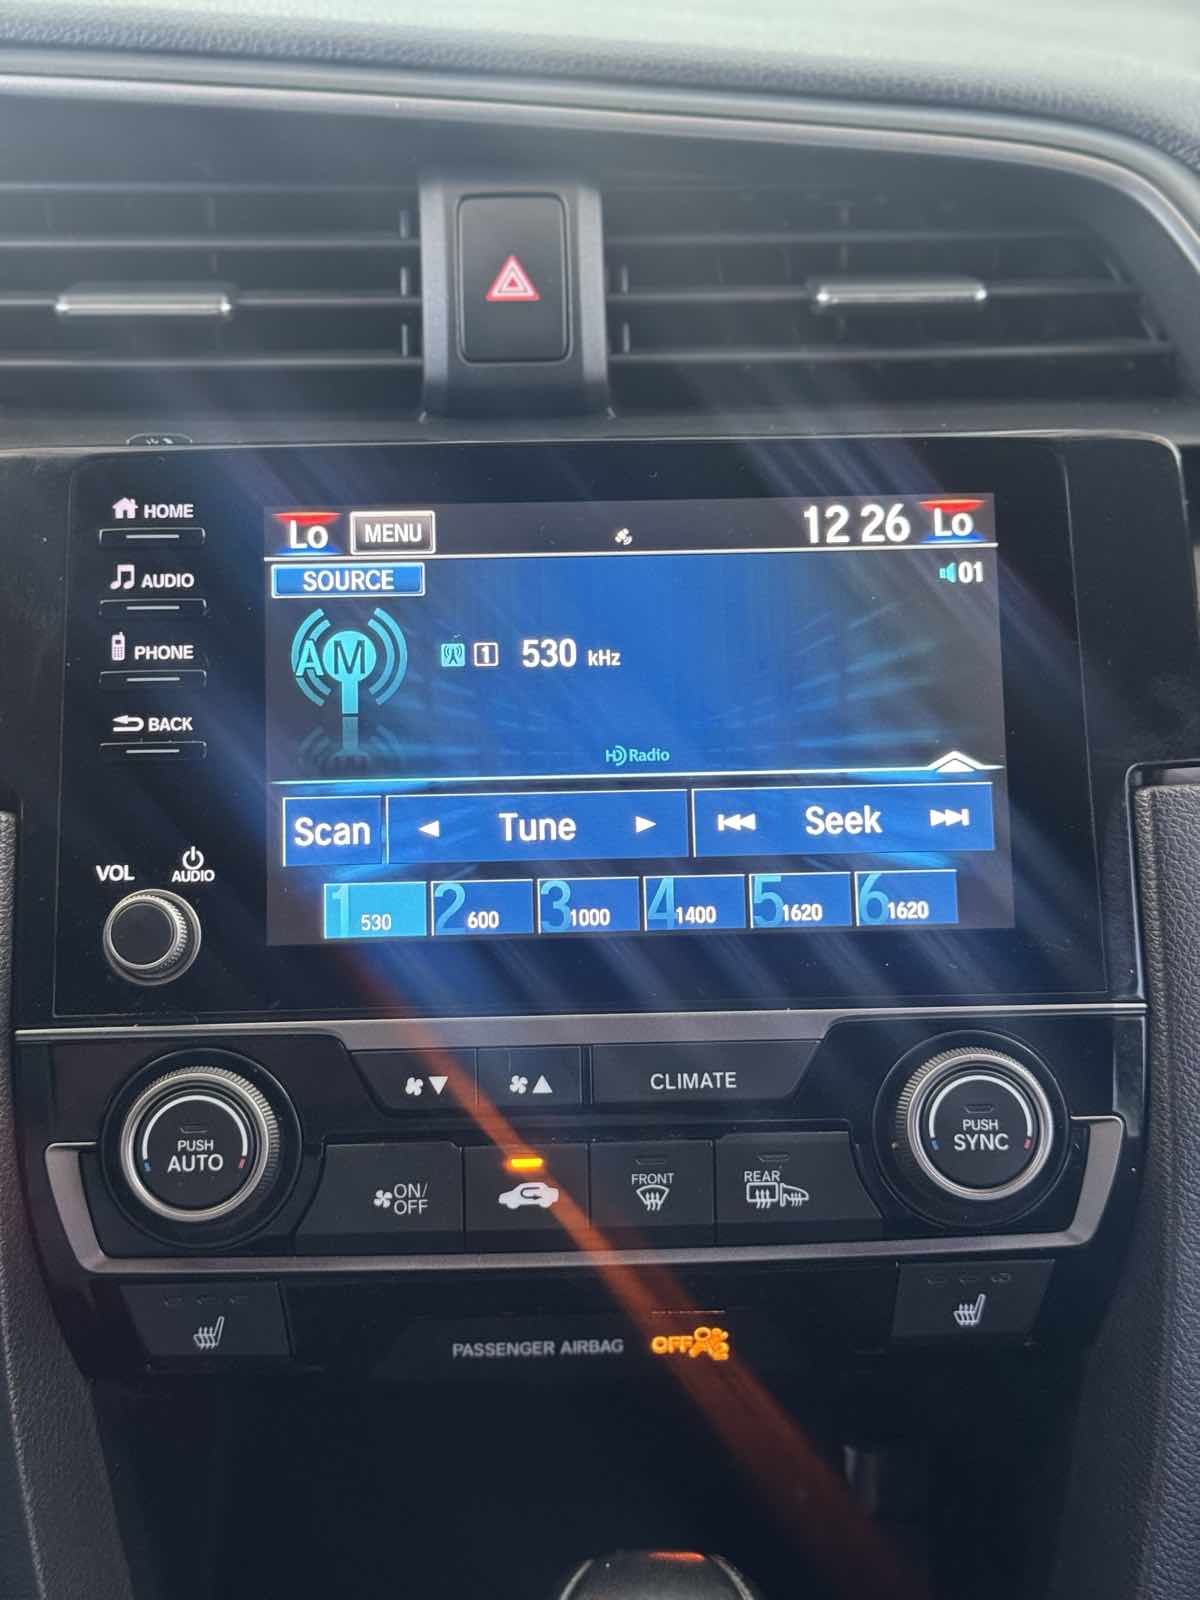 HOME
AUDIO
PHONE
BACK
VOL
AUDIO
Lo MENU 12 26 Lo
SOURCE 01
AM 1 530 kHz
HD Radio
Scan Tune Seek
1 530 2 600 3 1000 4 1400 5 1620 6 1620
CLIMATE
PUSH
AUTO
PUSH
SYNC
ON/
OFF
FRONT
REAR
PASSENGER AIRBAG OFF